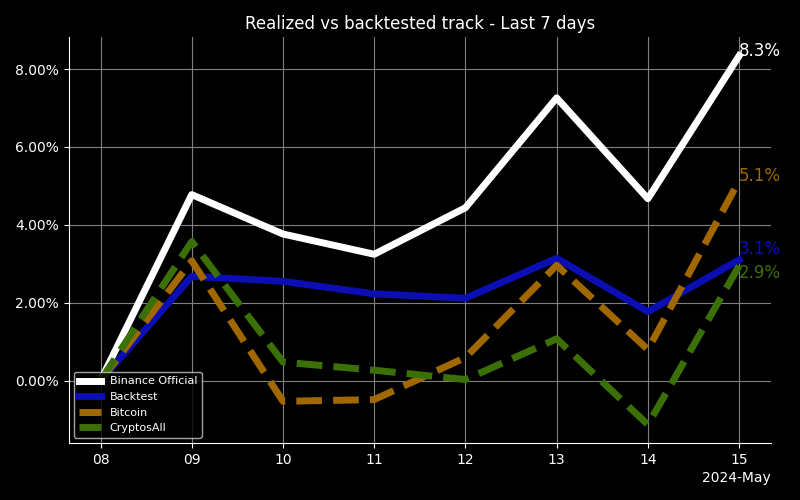 Realized vs backtested track - Last 7 days
8.3%
8.00%
6.00%
5.1%
4.00%
3.1%
2.9%
2.00%
0.00%
Binance Official
Backtest
Bitcoin
CryptosAll
08 09 10 11 12 13 14 15
2024-May